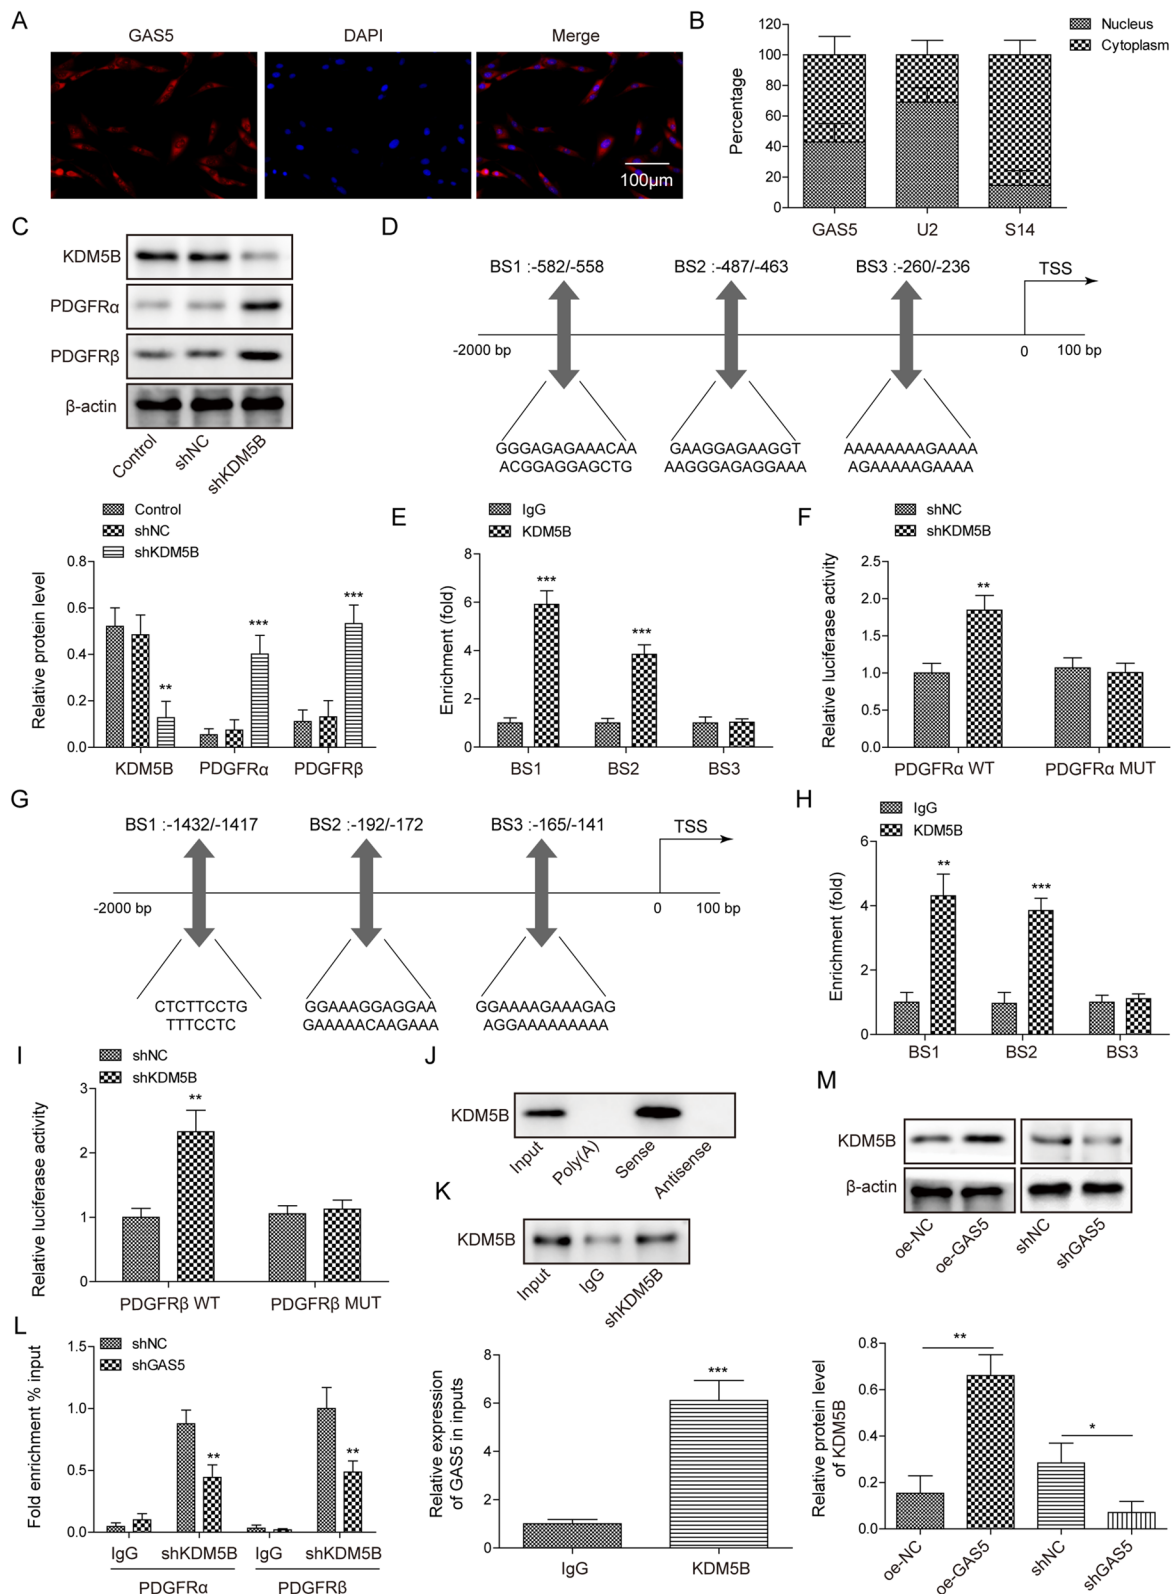 A
GAS5
DAPI
Merge
100μm
B
Nucleus
Cytoplasm
Percentage
120
100
80
60
40
20
0
GAS5
U2
S14
C
KDM5B
PDGFRα
PDGFRβ
β-actin
Control
shNC
shKDM5B
Control
shNC
shKDM5B
Relative protein level
0.8
0.6
0.4
0.2
0.0
**
***
***
KDM5B
PDGFRα
PDGFRβ
D
BS1 :-582/-558
BS2 :-487/-463
BS3 :-260/-236
TSS
-2000 bp
0
100 bp
GGGAGAGAAACAA
ACGGAGGAGCTG
GAAGGAGAAGGT
AAGGGAGAGGAAA
AAAAAAAAGAAAA
AGAAAAAGAAAA
E
IgG
KDM5B
Enrichment (fold)
8
6
4
2
0
***
***
BS1
BS2
BS3
F
shNC
shKDM5B
Relative luciferase activity
2.5
2.0
1.5
1.0
0.5
0.0
**
PDGFRα WT
PDGFRα MUT
G
BS1 :-1432/-1417
BS2 :-192/-172
BS3 :-165/-141
TSS
-2000 bp
0
100 bp
CTCTTCCTG
TTTCCTC
GGAAAGGAGGAA
GAAAAACAAGAAA
GGAAAAGAAAGAG
AGGAAAAAAAAA
H
IgG
KDM5B
Enrichment (fold)
6
4
2
0
**
***
BS1
BS2
BS3
I
shNC
shKDM5B
Relative luciferase activity
3
2
1
0
**
PDGFRβ WT
PDGFRβ MUT
J
KDM5B
Input
Poly(A)
Sense
Antisense
K
KDM5B
Input
IgG
shKDM5B
Relative expression
of GAS5 in inputs
8
6
4
2
0
***
IgG
KDM5B
L
shNC
shGAS5
Fold enrichment % input
1.5
1.0
0.5
0.0
**
**
IgG
shKDM5B
IgG
shKDM5B
PDGFRα
PDGFRβ
M
KDM5B
β-actin
oe-NC
oe-GAS5
shNC
shGAS5
Relative protein level
of KDM5B
0.8
0.6
0.4
0.2
0.0
**
*
oe-NC
oe-GAS5
shNC
shGAS5